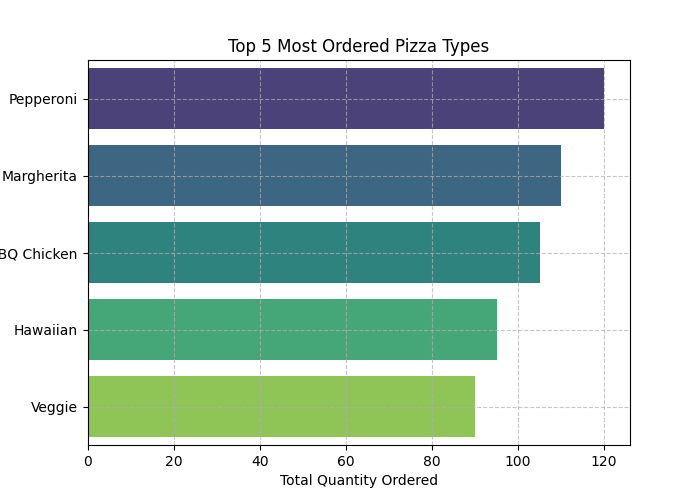 Top 5 Most Ordered Pizza Types
Pepperoni
Margherita
BQ Chicken
Hawaiian
Veggie
0 20 40 60 80 100 120
Total Quantity Ordered